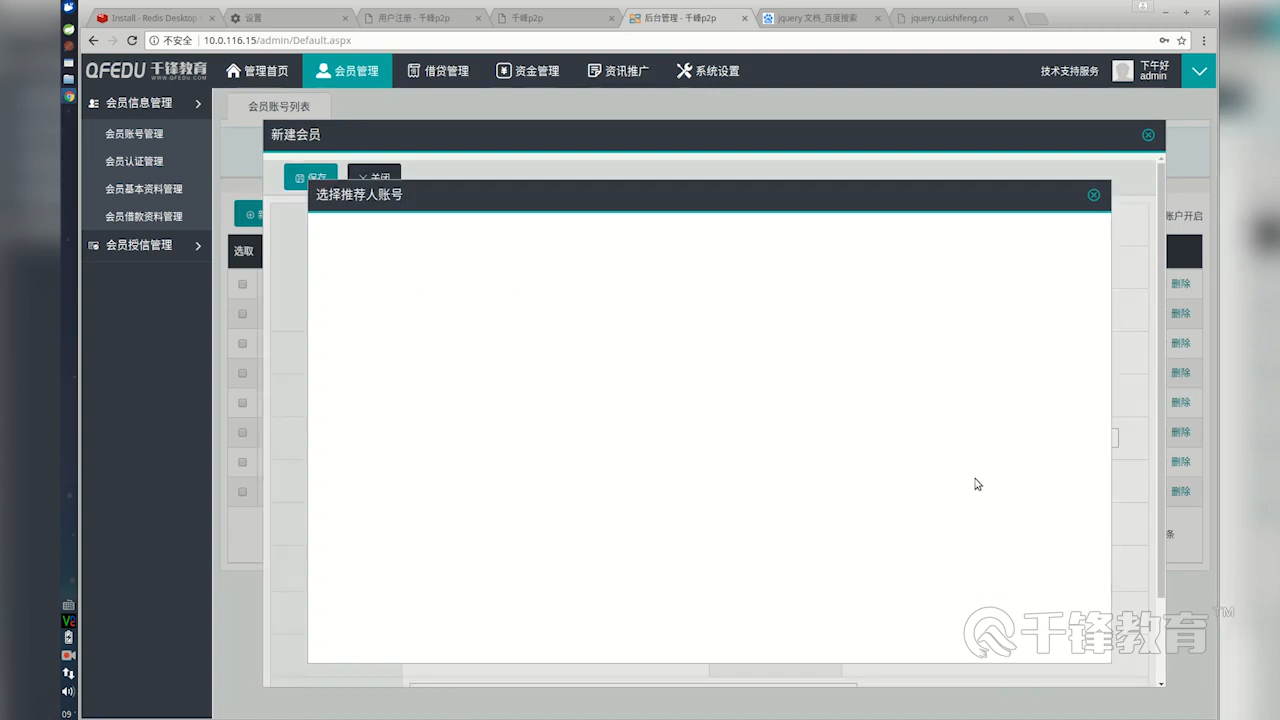 Install - Redis Desktop
设置
用户注册 - 千峰p2p
千峰p2p
后台管理 - 千峰p2p
jquery 文档_百度搜索
jquery.cuishifeng.cn
不安全
10.0.116.15/admin/Default.aspx
QFEDU 千锋教育
管理首页
会员管理
借贷管理
资金管理
资讯推广
系统设置
技术支持服务
下午好
admin
会员信息管理
会员账号管理
会员认证管理
会员基本资料管理
会员借款资料管理
会员授信管理
会员账号列表
新建会员
保存
关闭
选择推荐人账号
账户开启
选取
删除
删除
删除
删除
删除
删除
删除
删除
条
千锋教育 TM
09